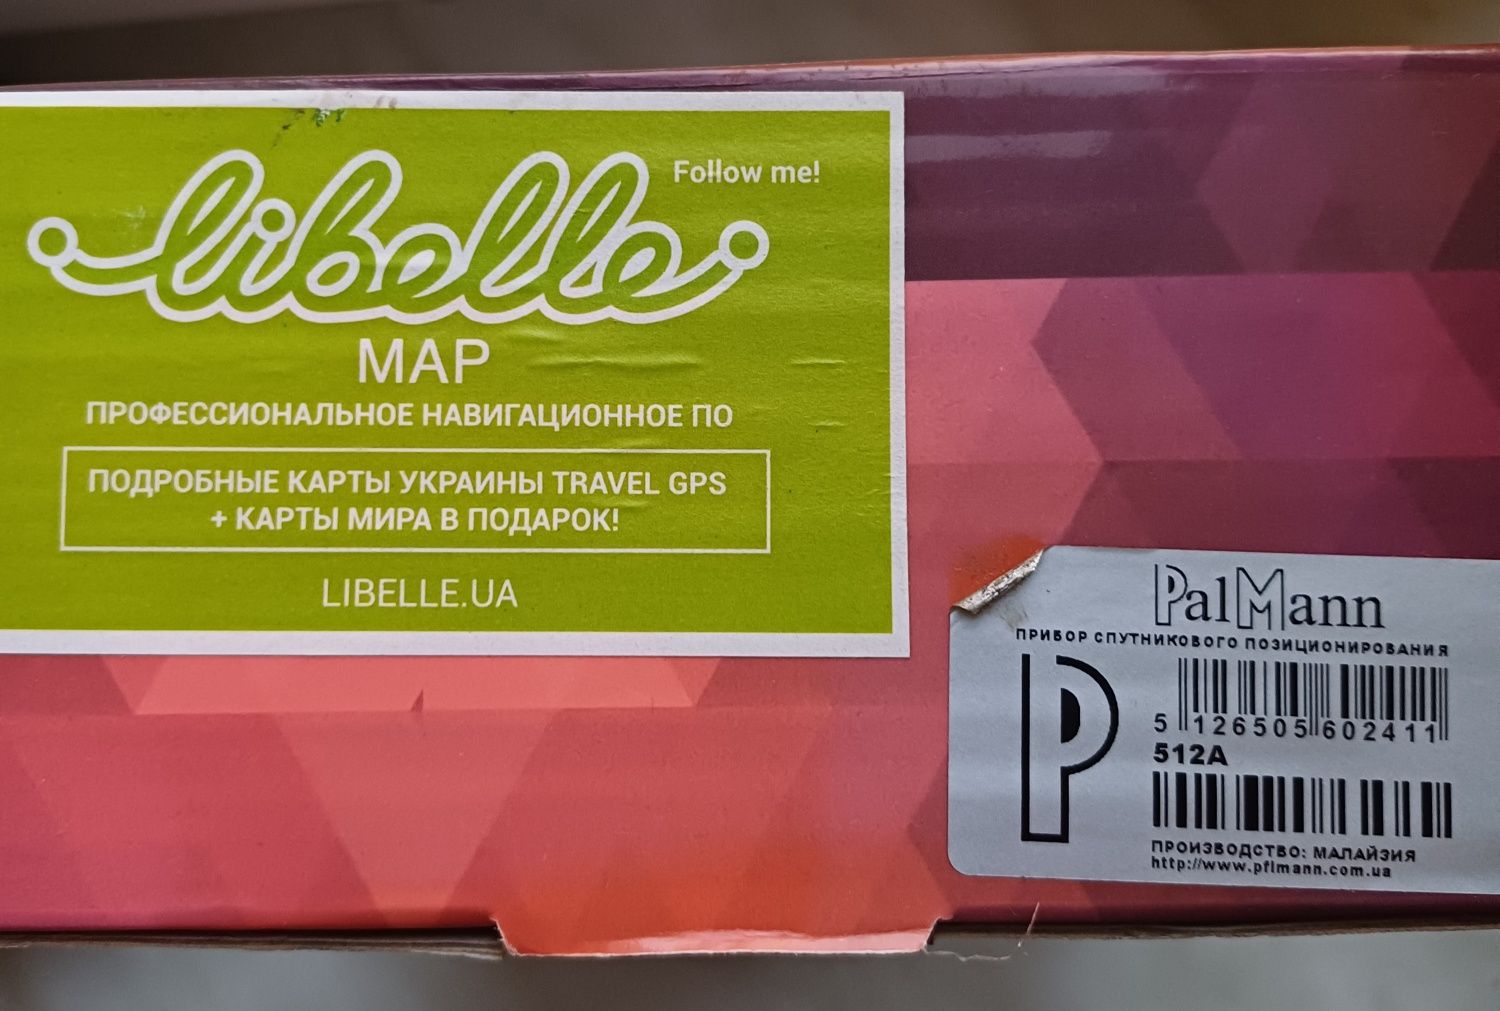 libelle
Follow me!
MAP
ПРОФЕССИОНАЛЬНОЕ НАВИГАЦИОННОЕ ПО
ПОДРОБНЫЕ КАРТЫ УКРАИНЫ TRAVEL GPS
+ КАРТЫ МИРА В ПОДАРОК!
LIBELLE.UA
PalMann
ПРИБОР СПУТНИКОВОГО ПОЗИЦИОНИРОВАНИЯ
P
5 126505 602411
512A
ПРОИЗВОДСТВО: МАЛАЙЗИЯ
http://www.pflmann.com.ua